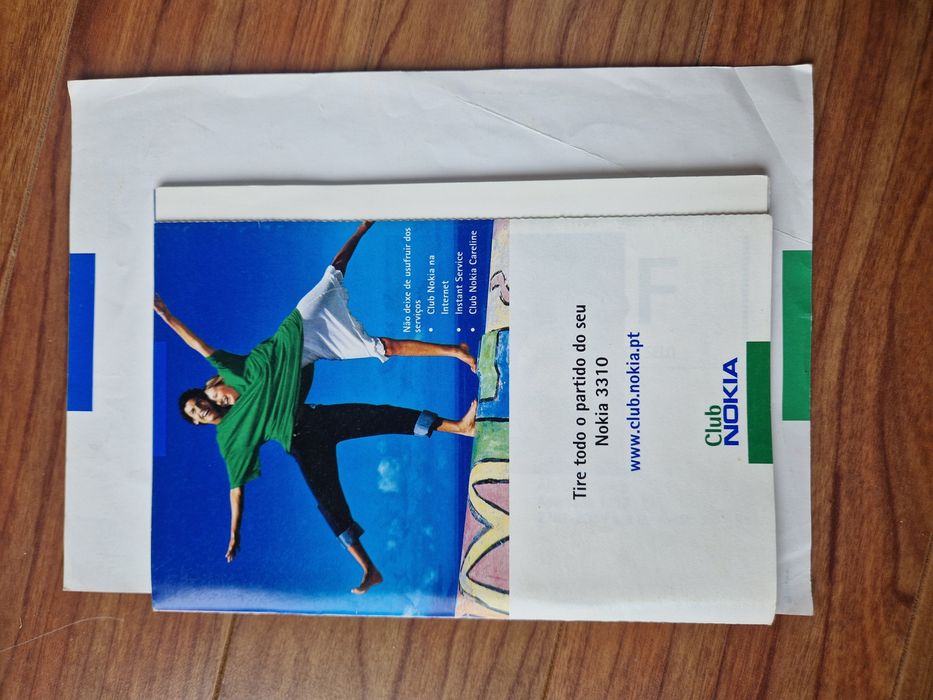 Não deixe de usufruir dos
serviços
• Club Nokia na
Internet
• Instant Service
• Club Nokia Careline
Tire todo o partido do seu
Nokia 3310
www.club.nokia.pt
Club
NOKIA